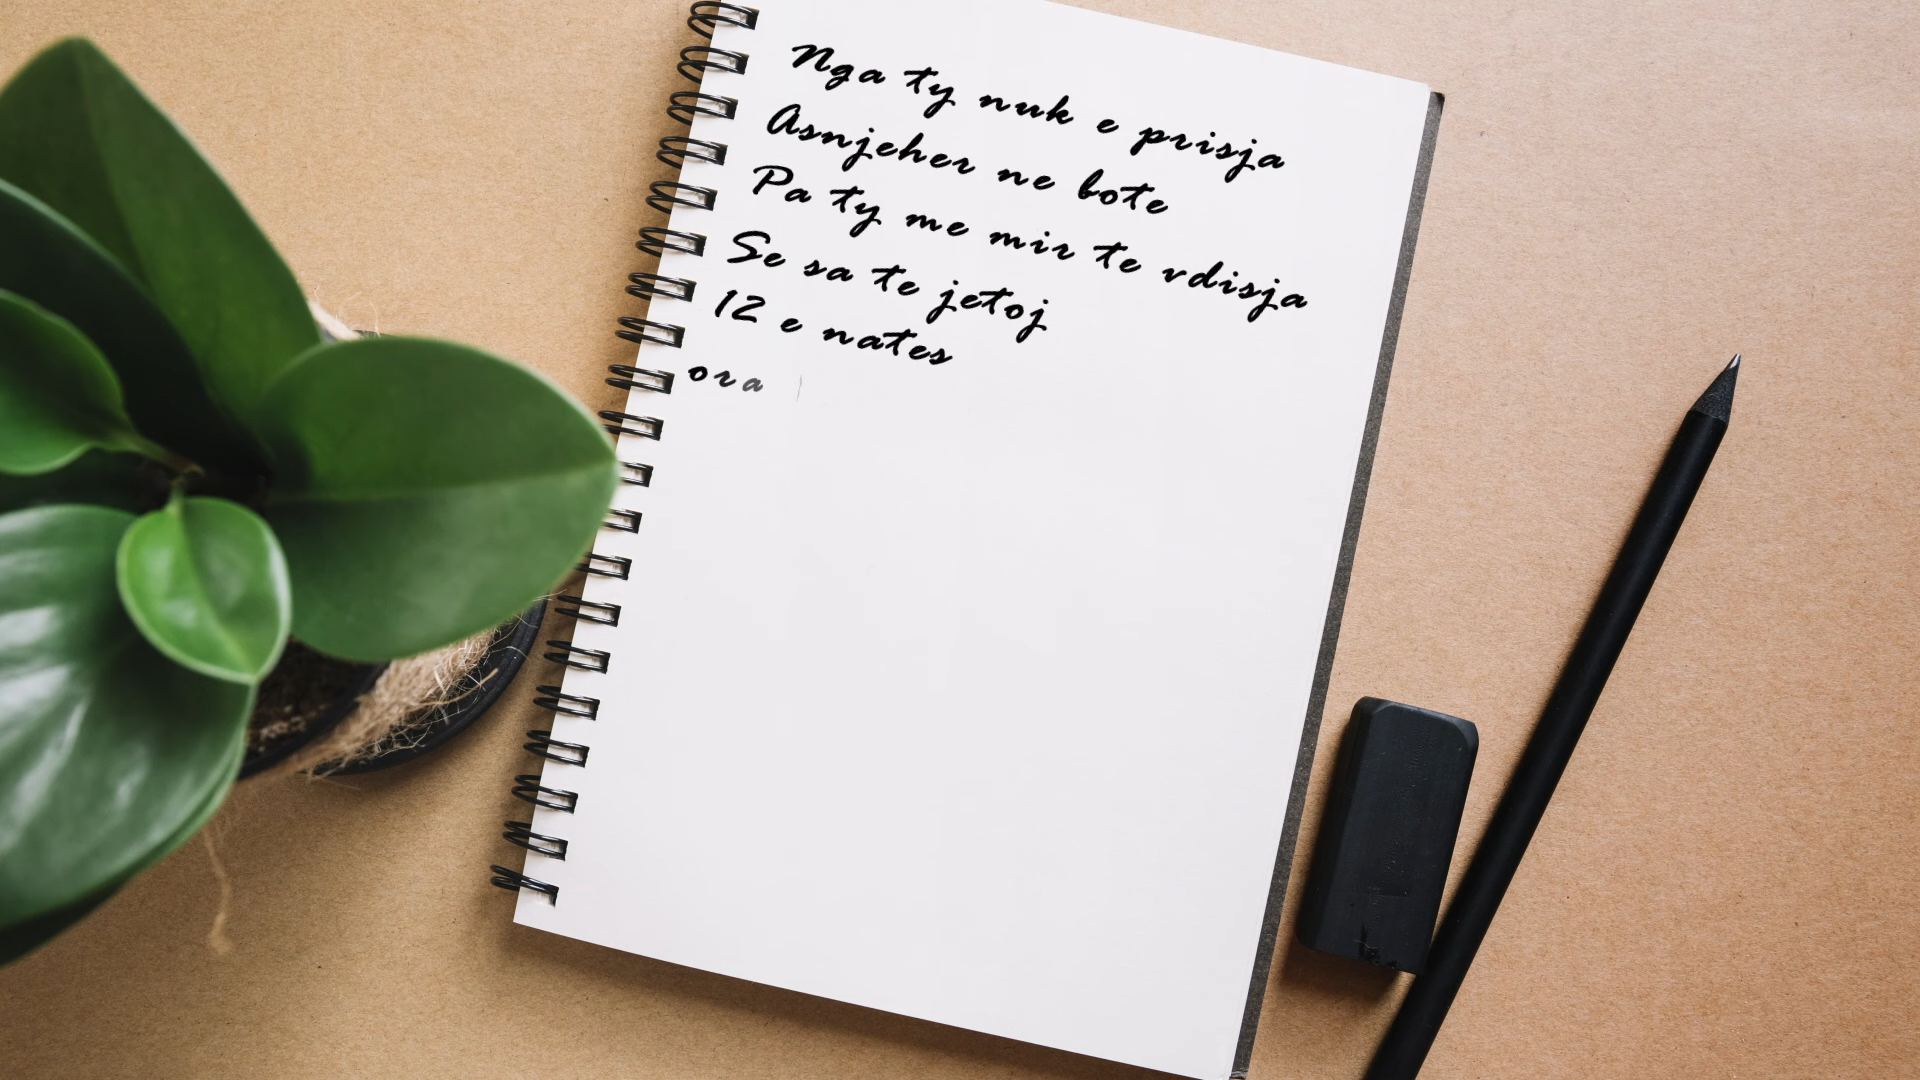 Nga ty nuk e prisja
Asnjeher ne bote
Pa ty me mir te vdisja
Se sa te jetoj
12 e nates
ora